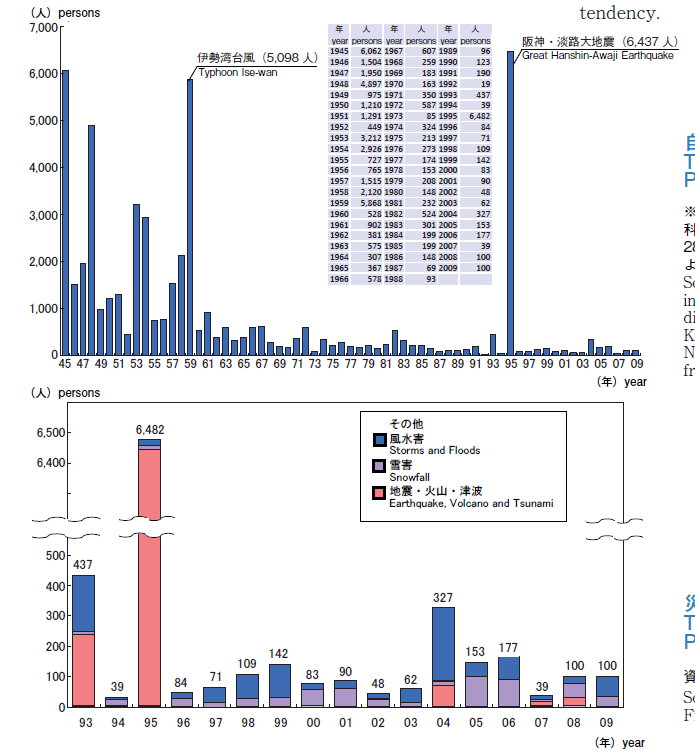 tendency.
（人）persons
7,000
6,000
5,000
4,000
3,000
2,000
1,000
0
伊勢湾台風（5,098 人）
Typhoon Ise-wan
阪神・淡路大地震（6,437 人）
Great Hanshin-Awaji Earthquake
年 人 年 人 年 人
year persons year persons year persons
1945 6,062 1967 607 1989 96
1946 1,504 1968 259 1990 123
1947 1,950 1969 183 1991 190
1948 4,897 1970 163 1992 19
1949 975 1971 350 1993 437
1950 1,210 1972 587 1994 39
1951 1,291 1973 85 1995 6,482
1952 449 1974 324 1996 84
1953 3,212 1975 213 1997 71
1954 2,926 1976 273 1998 109
1955 727 1977 174 1999 142
1956 765 1978 153 2000 83
1957 1,515 1979 208 2001 90
1958 2,120 1980 148 2002 48
1959 5,868 1981 232 2003 62
1960 528 1982 524 2004 327
1961 902 1983 301 2005 153
1962 381 1984 199 2006 177
1963 575 1985 199 2007 39
1964 307 1986 148 2008 100
1965 367 1987 69 2009 100
1966 578 1988 93
45 47 49 51 53 55 57 59 61 63 65 67 69 71 73 75 77 79 81 83 85 87 89 91 93 95 97 99 01 03 05 07 09
（年）year
（人）persons
6,500
6,400
500
400
300
200
100
0
その他
風水害
Storms and Floods
雪害
Snowfall
地震・火山・津波
Earthquake, Volcano and Tsunami
437 39 6,482 84 71 109 142 83 90 48 62 327 153 177 39 100 100
93 94 95 96 97 98 99 00 01 02 03 04 05 06 07 08 09
（年）year
T
P
※
科
28
よ
So
in
di
K
N
fr
T
P
資
So
F